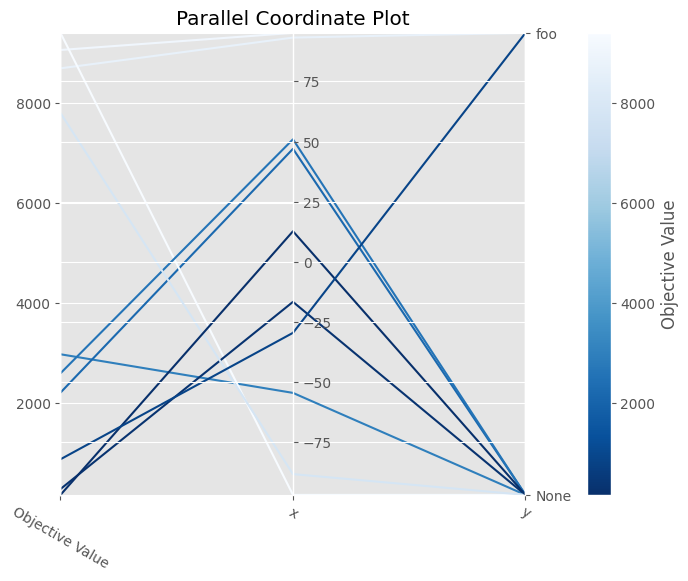 Parallel Coordinate Plot
8000
6000
4000
2000
75
50
25
0
−25
−50
−75
foo
None
8000
6000
4000
2000
Objective Value
Objective Value
x
y